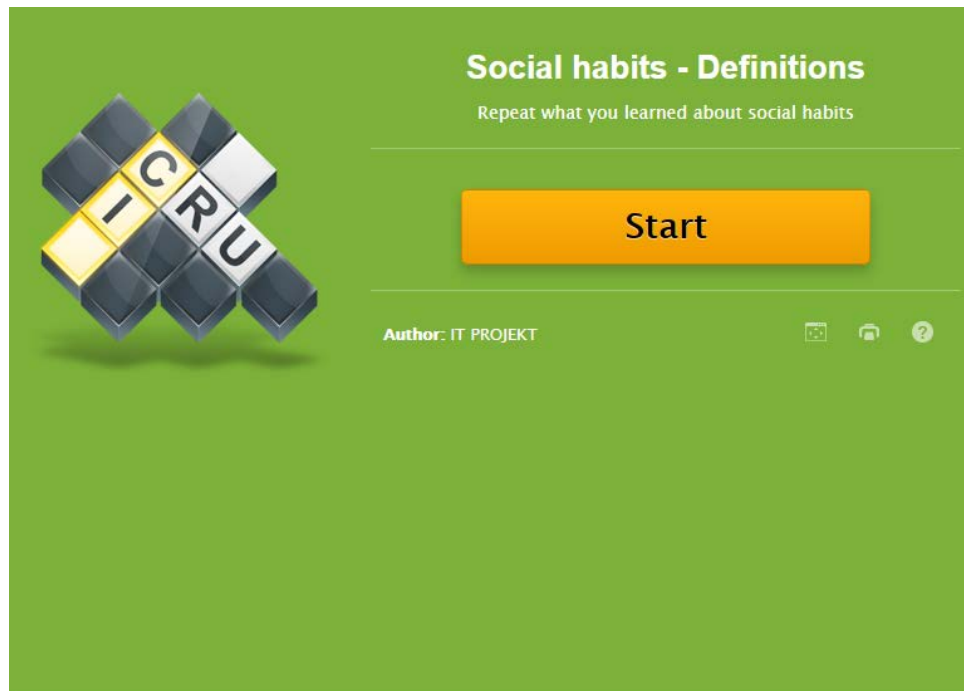 Social habits - Definitions
Repeat what you learned about social habits
C
I R
U
Start
Author: IT PROJEKT
?